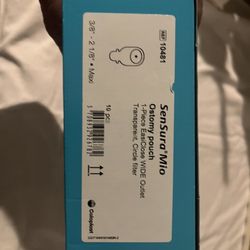 SenSura® Mio
Ostomy pouch
1-Piece EasiClose WIDE Outlet
Transparent, Circle filter
REF 10481
3/8" - 2 1/8" • Maxi
10 pcs
Coloplast